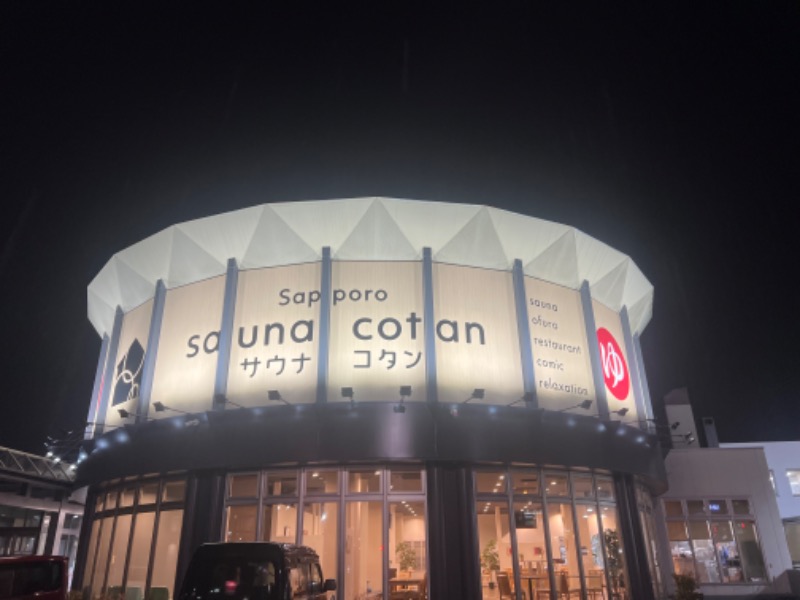 Sapporo
sauna cotan
サウナ コタン
sauna
ofuro
restaurant
comic
relaxation
ゆ